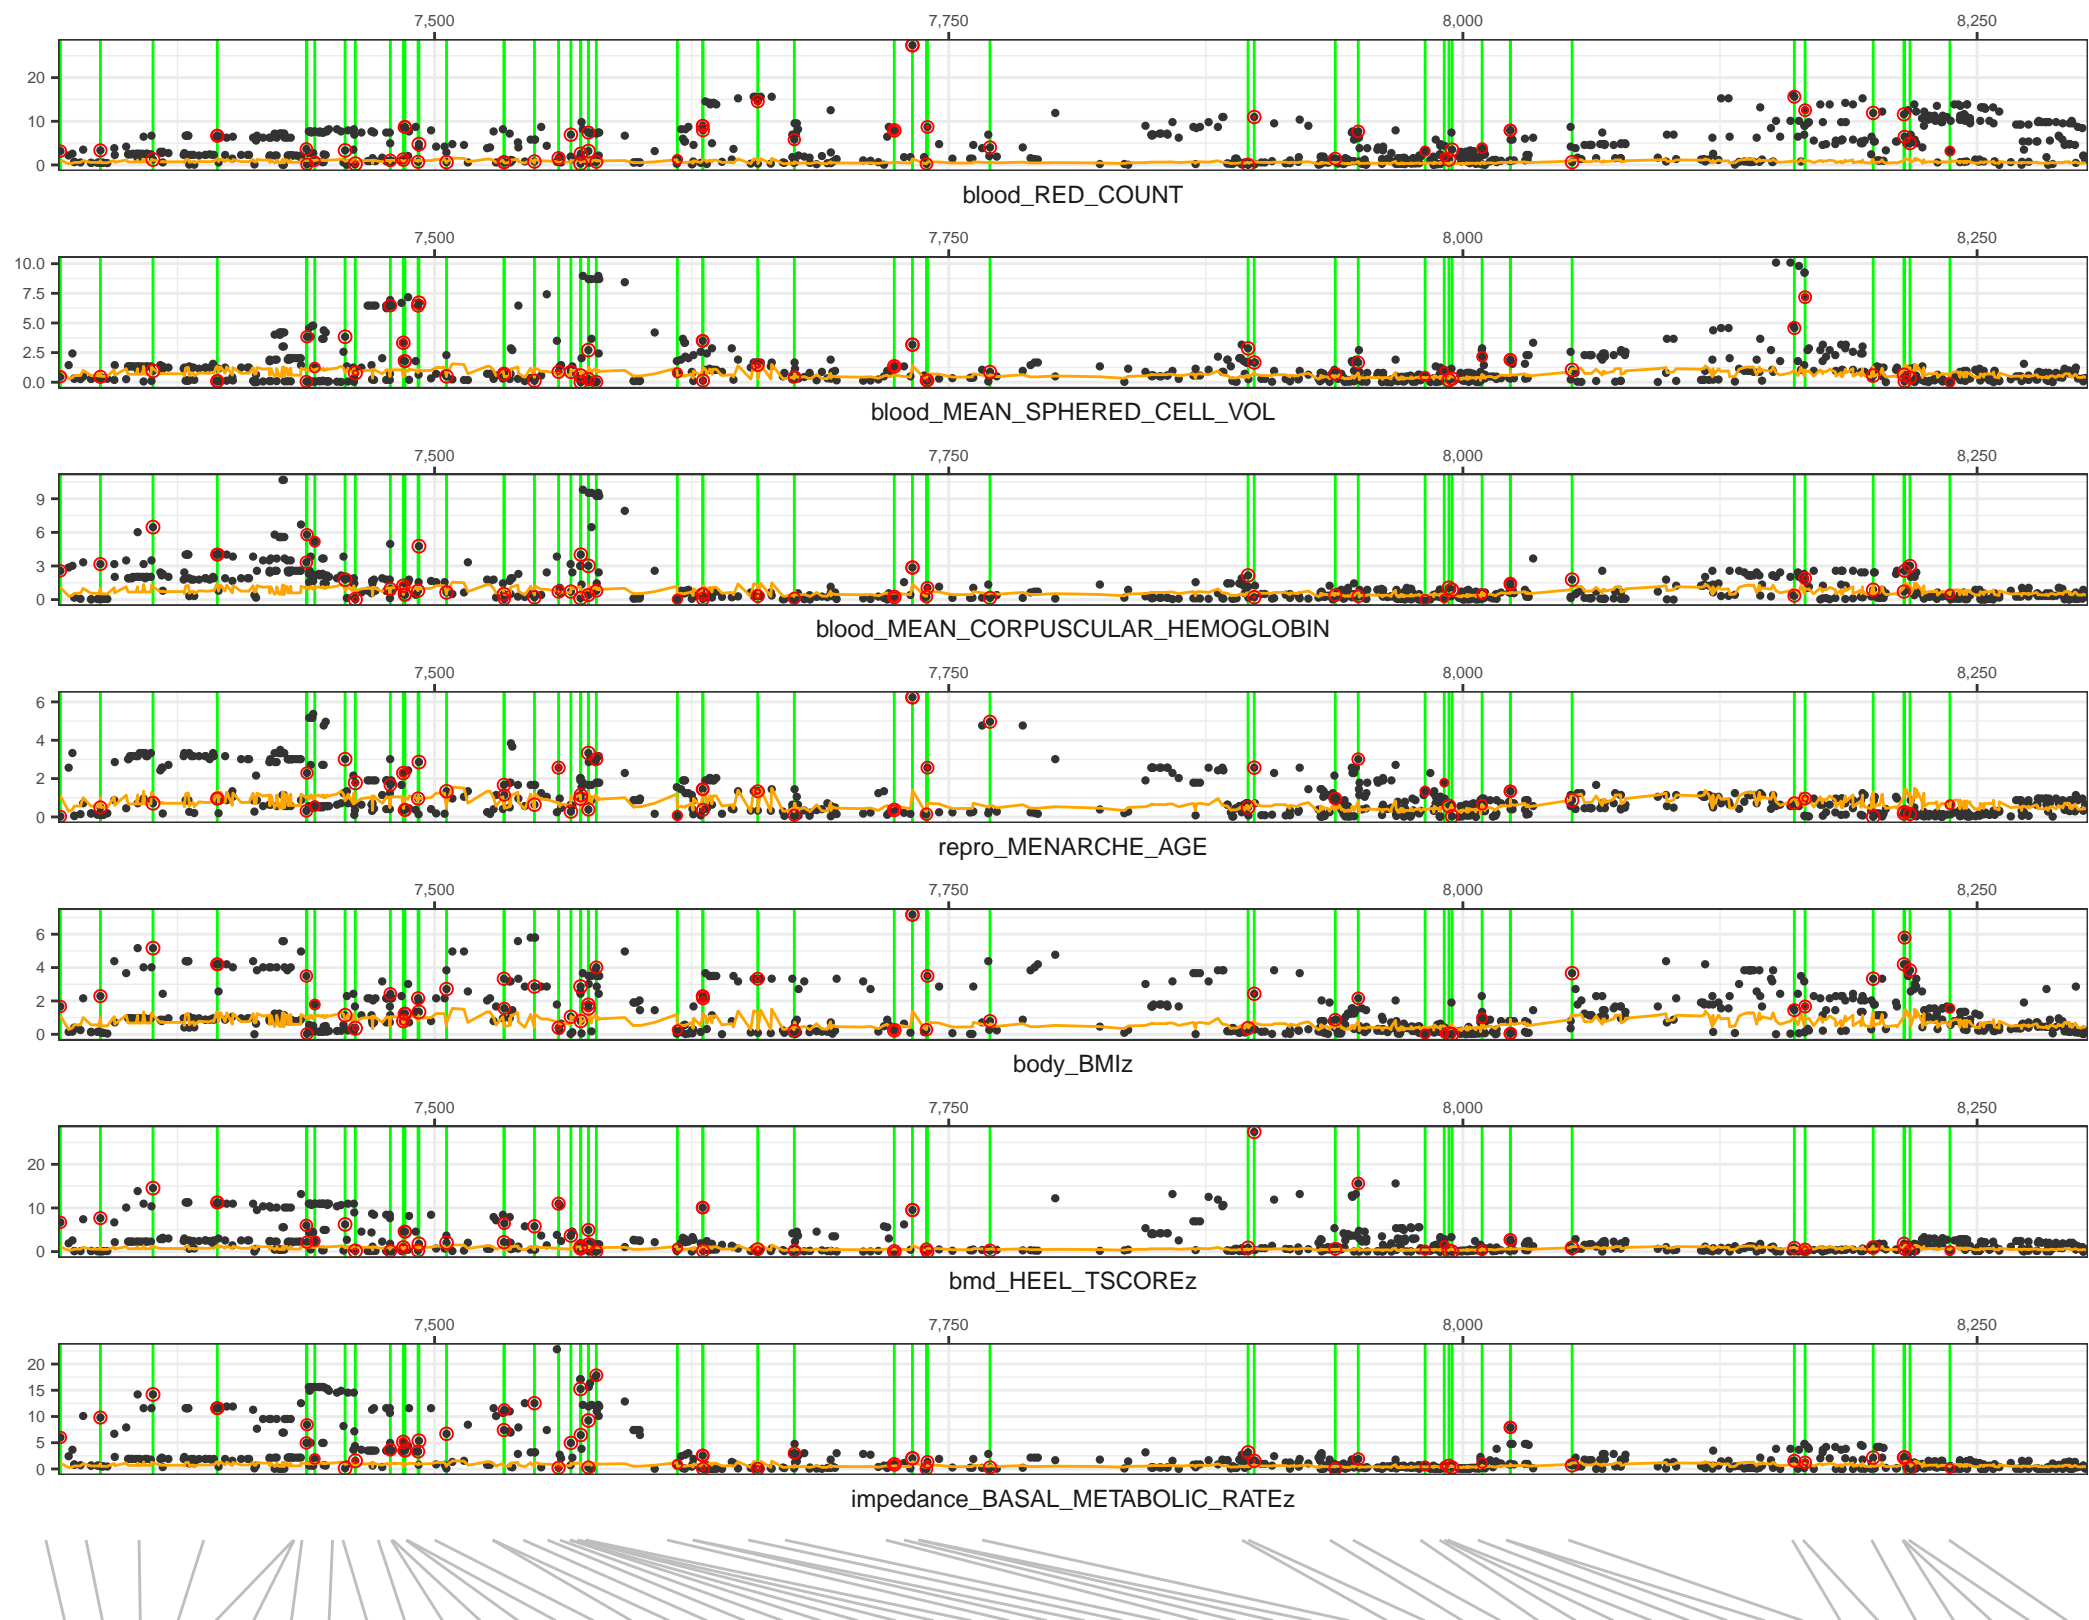 7,500 7,750 8,000 8,250
20
10
0
blood_RED_COUNT
7,500 7,750 8,000 8,250
10.0
7.5
5.0
2.5
0.0
blood_MEAN_SPHERED_CELL_VOL
7,500 7,750 8,000 8,250
9
6
3
0
blood_MEAN_CORPUSCULAR_HEMOGLOBIN
7,500 7,750 8,000 8,250
6
4
2
0
repro_MENARCHE_AGE
7,500 7,750 8,000 8,250
6
4
2
0
body_BMIz
7,500 7,750 8,000 8,250
20
10
0
bmd_HEEL_TSCOREz
7,500 7,750 8,000 8,250
20
15
10
5
0
impedance_BASAL_METABOLIC_RATEz